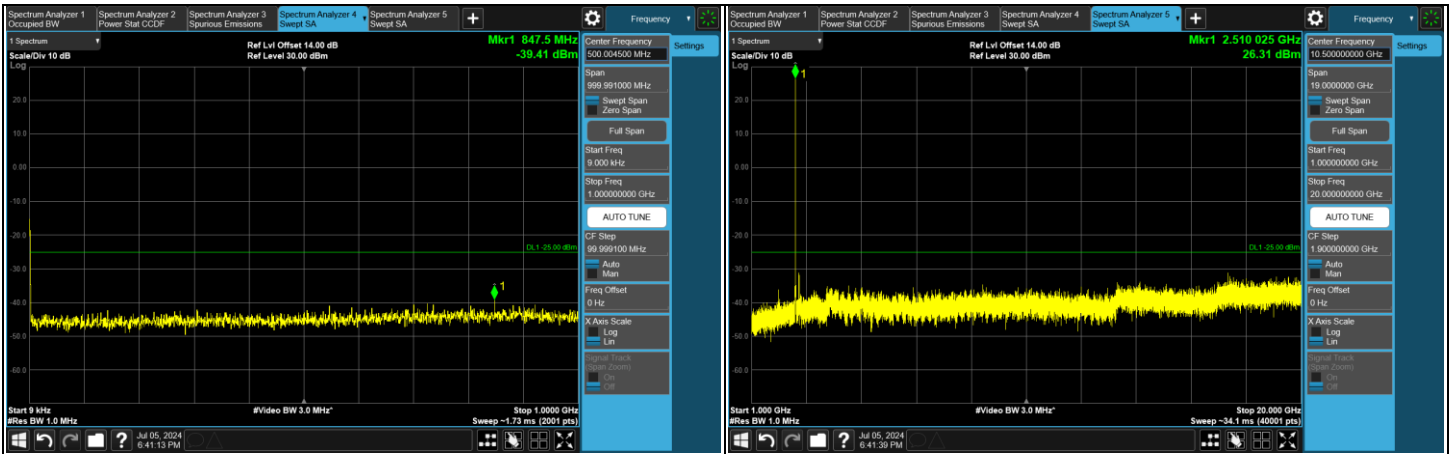 Spectrum Analyzer 1
Occupied BW
Spectrum Analyzer 2
Power Stat CCDF
Spectrum Analyzer 3
Spurious Emissions
Spectrum Analyzer 4
Swept SA
Spectrum Analyzer 5
Swept SA
Frequency
1 Spectrum
Scale/Div 10 dB
Log
Ref Lvl Offset 14.00 dB
Ref Level 30.00 dBm
Mkr1 847.5 MHz
-39.41 dBm
20.0
10.0
0.00
-10.0
-20.0
-30.0
-40.0
-50.0
-60.0
DL1 -25.00 dBm
1
Start 9 kHz
#Res BW 1.0 MHz
#Video BW 3.0 MHz*
Stop 1.0000 GHz
Sweep ~1.73 ms (2001 pts)
Center Frequency
500.004500 MHz
Settings
Span
999.991000 MHz
Swept Span
Zero Span
Full Span
Start Freq
9.000 kHz
Stop Freq
1.000000000 GHz
AUTO TUNE
CF Step
99.999100 MHz
Auto
Man
Freq Offset
0 Hz
X Axis Scale
Log
Lin
Signal Track
(Span Zoom)
On
Off
?
Jul 05, 2024
6:41:13 PM
Spectrum Analyzer 1
Occupied BW
Spectrum Analyzer 2
Power Stat CCDF
Spectrum Analyzer 3
Spurious Emissions
Spectrum Analyzer 4
Swept SA
Spectrum Analyzer 5
Swept SA
Frequency
1 Spectrum
Scale/Div 10 dB
Log
Ref Lvl Offset 14.00 dB
Ref Level 30.00 dBm
Mkr1 2.510 025 GHz
26.31 dBm
1
20.0
10.0
0.00
-10.0
-20.0
-30.0
-40.0
-50.0
-60.0
DL1 -25.00 dBm
Start 1.000 GHz
#Res BW 1.0 MHz
#Video BW 3.0 MHz*
Stop 20.000 GHz
Sweep ~34.1 ms (40001 pts)
Center Frequency
10.500000000 GHz
Settings
Span
19.0000000 GHz
Swept Span
Zero Span
Full Span
Start Freq
1.000000000 GHz
Stop Freq
20.000000000 GHz
AUTO TUNE
CF Step
1.900000000 GHz
Auto
Man
Freq Offset
0 Hz
X Axis Scale
Log
Lin
Signal Track
(Span Zoom)
On
Off
?
Jul 05, 2024
6:41:39 PM